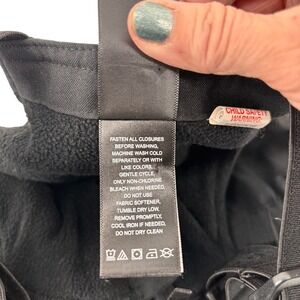 CHILD SAFETY
WARNING
FASTEN ALL CLOSURES
BEFORE WASHING,
MACHINE WASH COLD
SEPARATELY OR WITH
LIKE COLORS,
GENTLE CYCLE,
ONLY NON-CHLORINE
BLEACH WHEN NEEDED,
DO NOT USE
FABRIC SOFTENER,
TUMBLE DRY LOW,
REMOVE PROMPTLY,
COOL IRON IF NEEDED,
DO NOT DRY CLEAN